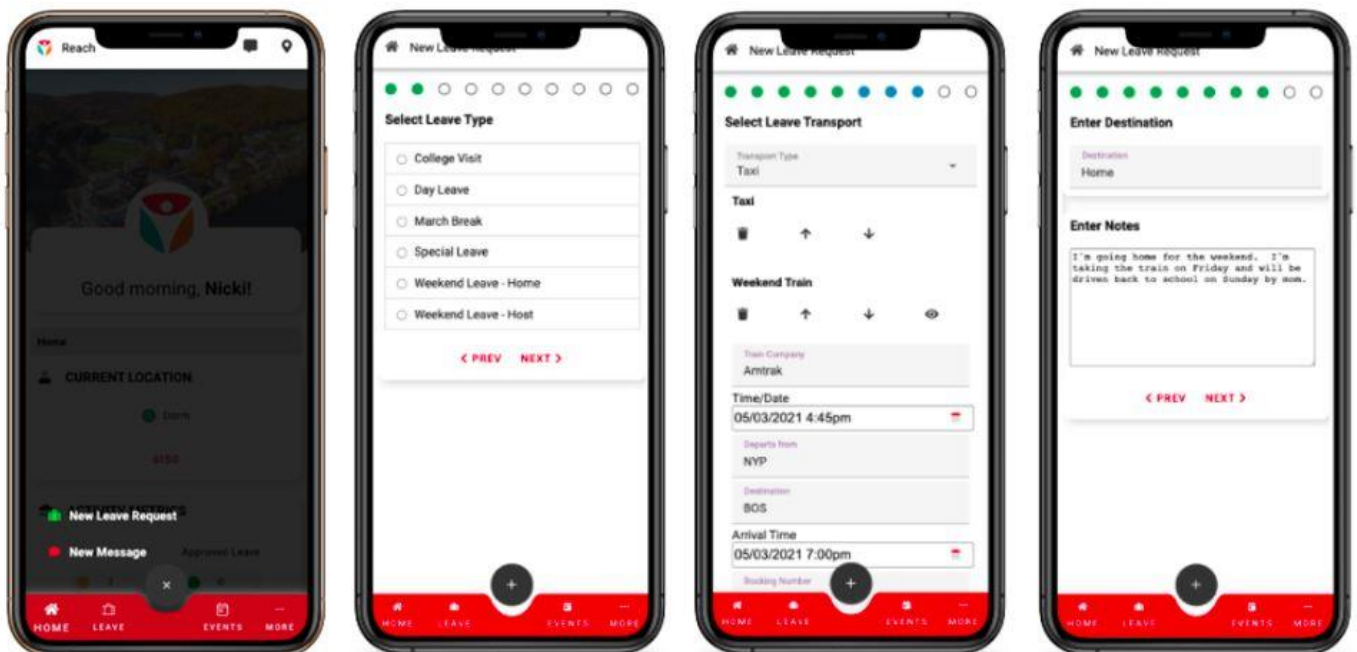 Reach
Good morning, Nicki!
Home
CURRENT LOCATION
Dorm
ACTIVITY METRICS
New Leave Request
New Message
Approved Leave
HOME
LEAVE
EVENTS
MORE
New Leave Request
Select Leave Type
College Visit
Day Leave
March Break
Special Leave
Weekend Leave - Home
Weekend Leave - Host
< PREV NEXT >
HOME
LEAVE
EVENTS
MORE
New Leave Request
Select Leave Transport
Transport Type
Taxi
Taxi
Weekend Train
Train Company
Amtrak
Time/Date
05/03/2021 4:45pm
Departs from
NYP
Destination
BOS
Arrival Time
05/03/2021 7:00pm
Booking Number
HOME
LEAVE
EVENTS
MORE
New Leave Request
Enter Destination
Destination
Home
Enter Notes
I'm going home for the weekend. I'm
taking the train on Friday and will be
driven back to school on Sunday by mom.
< PREV NEXT >
HOME
LEAVE
EVENTS
MORE